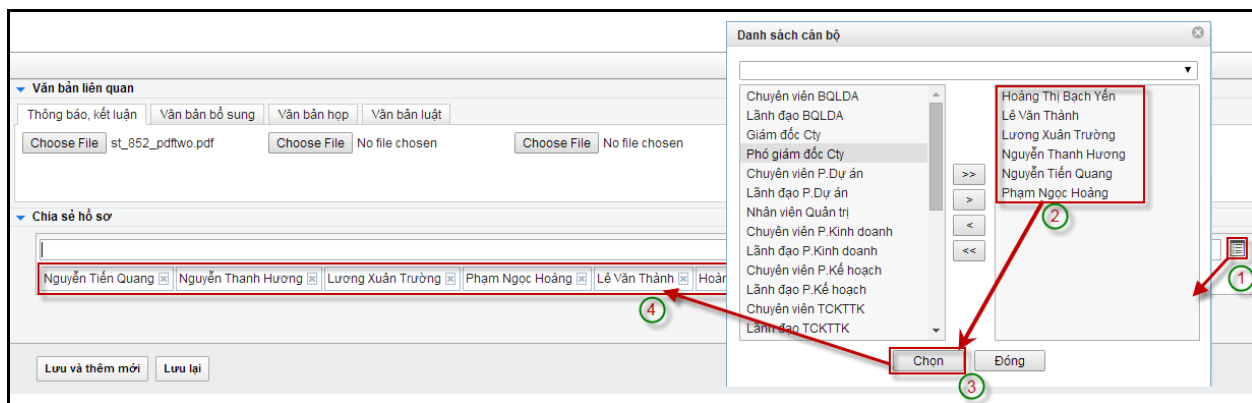 Văn bản liên quan
Thông báo, kết luận Văn bản bổ sung Văn bản họp Văn bản luật
Choose File st_852_pdftwo.pdf Choose File No file chosen Choose File No file chosen
Chia sẻ hồ sơ
Nguyễn Tiến Quang Nguyễn Thanh Hương Lương Xuân Trường Phạm Ngọc Hoàng Lê Văn Thành Hoàn
4
Lưu và thêm mới Lưu lại
Danh sách cán bộ
Chuyên viên BQLDA
Lãnh đạo BQLDA
Giám đốc Cty
Phó giám đốc Cty
Chuyên viên P.Dự án
Lãnh đạo P.Dự án
Nhân viên Quản trị
Chuyên viên P.Kinh doanh
Lãnh đạo P.Kinh doanh
Chuyên viên P.Kế hoạch
Lãnh đạo P.Kế hoạch
Chuyên viên TCKTTK
Lãnh đạo TCKTTK
>>
>
<
<<
Hoàng Thị Bạch Yến
Lê Văn Thành
Lương Xuân Trường
Nguyễn Thanh Hương
Nguyễn Tiến Quang
Phạm Ngọc Hoàng
2
1
Chọn Đóng
3